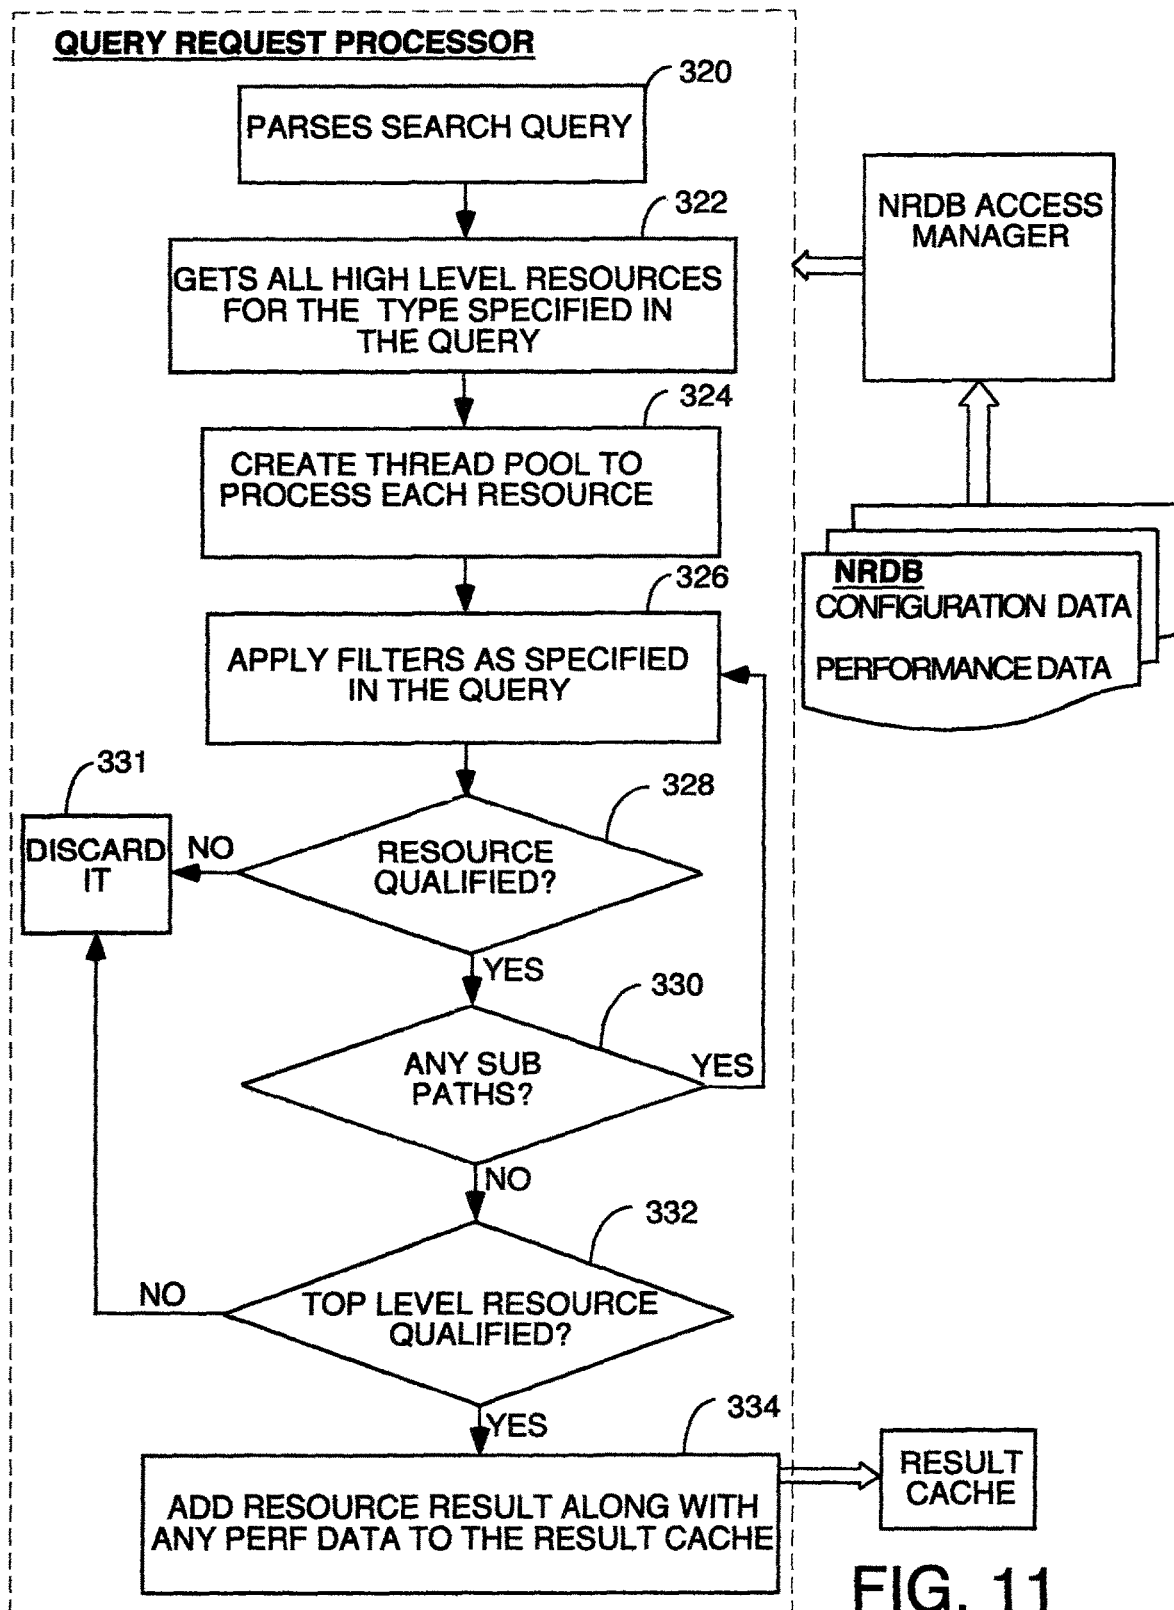 QUERY REQUEST PROCESSOR
320
PARSES SEARCH QUERY
322
GETS ALL HIGH LEVEL RESOURCES
FOR THE TYPE SPECIFIED IN
THE QUERY
NRDB ACCESS
MANAGER
324
CREATE THREAD POOL TO
PROCESS EACH RESOURCE
NRDB
CONFIGURATION DATA
PERFORMANCE DATA
326
APPLY FILTERS AS SPECIFIED
IN THE QUERY
331
DISCARD
IT
NO
328
RESOURCE
QUALIFIED?
YES
330
ANY SUB
PATHS?
YES
NO
332
TOP LEVEL RESOURCE
QUALIFIED?
NO
YES
334
ADD RESOURCE RESULT ALONG WITH
ANY PERF DATA TO THE RESULT CACHE
RESULT
CACHE
FIG. 11